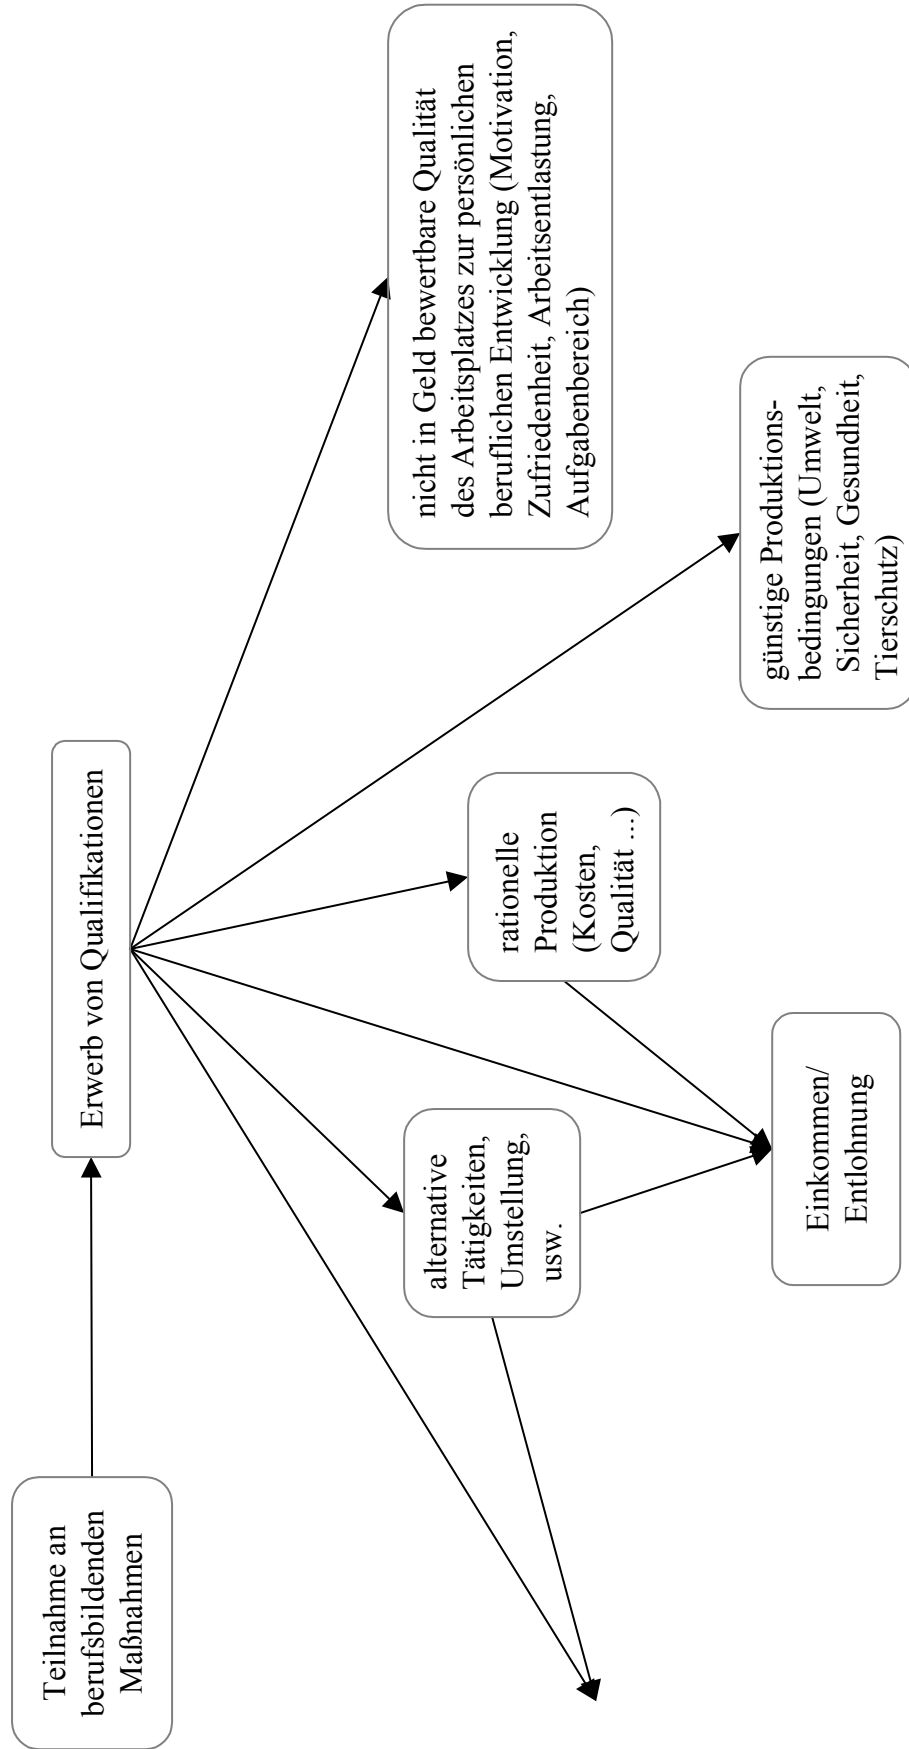 Teilnahme an
berufsbildenden
Maßnahmen
Erwerb von Qualifikationen
alternative
Tätigkeiten,
Umstellung,
usw.
rationelle
Produktion
(Kosten,
Qualität ...)
nicht in Geld bewertbare Qualität
des Arbeitsplatzes zur persönlichen
beruflichen Entwicklung (Motivation,
Zufriedenheit, Arbeitsentlastung,
Aufgabenbereich)
Einkommen/
Entlohnung
günstige Produktions-
bedingungen (Umwelt,
Sicherheit, Gesundheit,
Tierschutz)